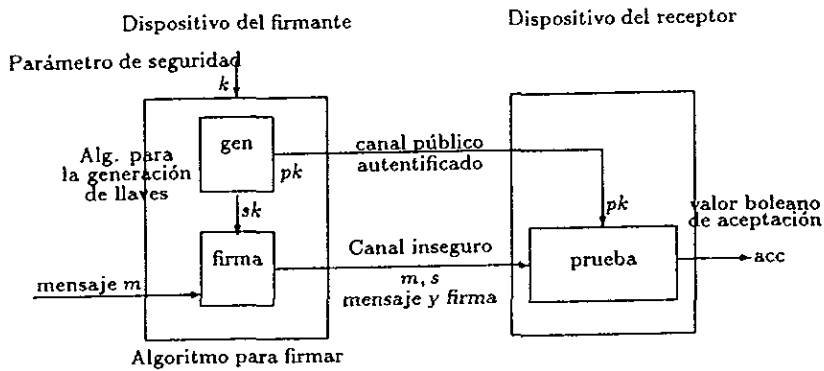 Dispositivo del firmante
Dispositivo del receptor
Parámetro de seguridad
k
gen
Alg. para
la generación
de llaves
pk
canal público
autentificado
sk
pk
valor boleano
de aceptación
firma
Canal inseguro
prueba
acc
m, s
mensaje m
mensaje y firma
Algoritmo para firmar